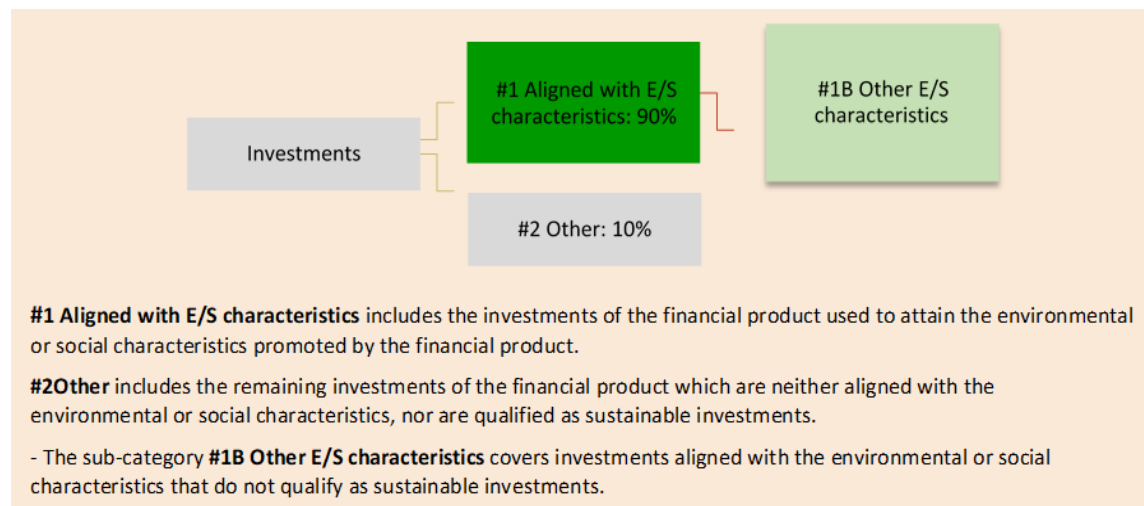 #1 Aligned with E/S
characteristics: 90%
#1B Other E/S
characteristics
Investments
#2 Other: 10%
#1 Aligned with E/S characteristics includes the investments of the financial product used to attain the environmental
or social characteristics promoted by the financial product.
#2Other includes the remaining investments of the financial product which are neither aligned with the
environmental or social characteristics, nor are qualified as sustainable investments.
- The sub-category #1B Other E/S characteristics covers investments aligned with the environmental or social
characteristics that do not qualify as sustainable investments.